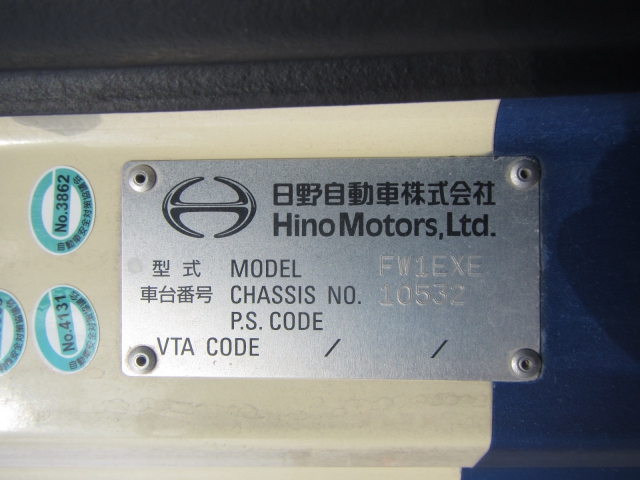 日野自動車株式会社
Hino Motors, Ltd.
型式 MODEL FW1EXE
車台番号 CHASSIS NO. 10532
P.S. CODE
VTA CODE / /
No.3862
No.4131